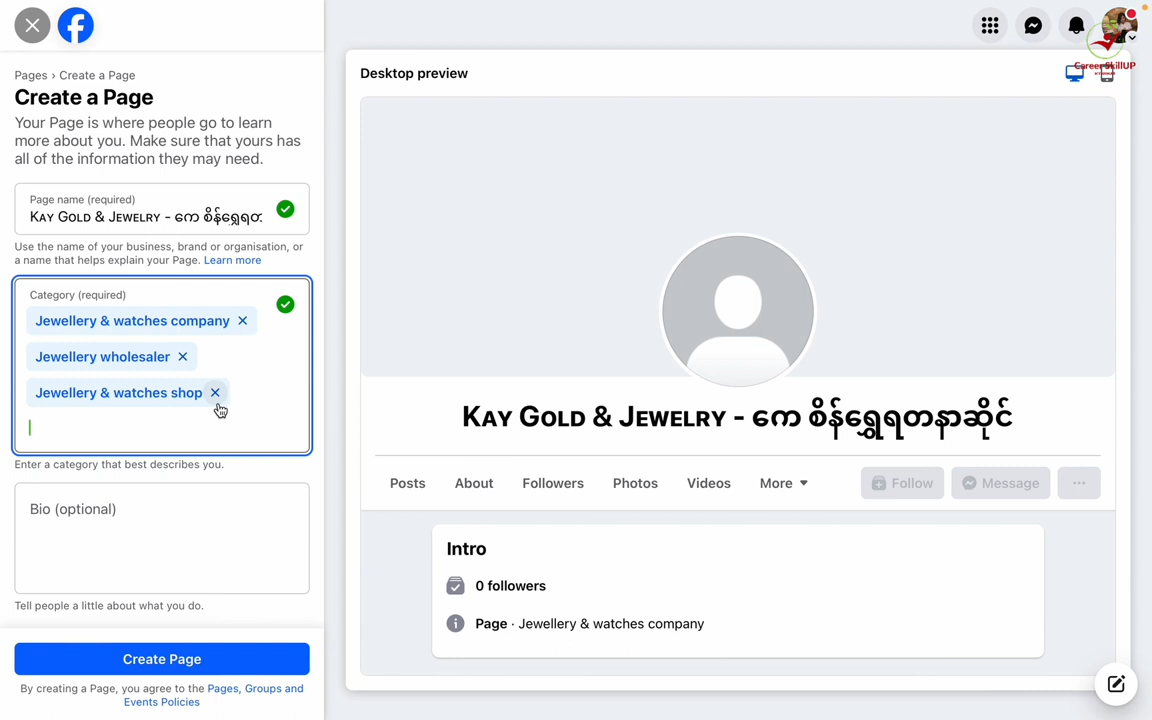 Pages › Create a Page
Create a Page
Your Page is where people go to learn
more about you. Make sure that yours has
all of the information they may need.
Page name (required)
Kay Gold & Jewelry - ကေ စိန်ရွှေရတ
Use the name of your business, brand or organisation, or
a name that helps explain your Page. Learn more
Category (required)
Jewellery & watches company
Jewellery wholesaler
Jewellery & watches shop
Enter a category that best describes you.
Bio (optional)
Tell people a little about what you do.
Create Page
By creating a Page, you agree to the Pages, Groups and
Events Policies
Career SkillUP
Desktop preview
Kay Gold & Jewelry - ကေ စိန်ရွှေရတနာဆိုင်
Posts About Followers Photos Videos More Follow Message
Intro
0 followers
Page · Jewellery & watches company